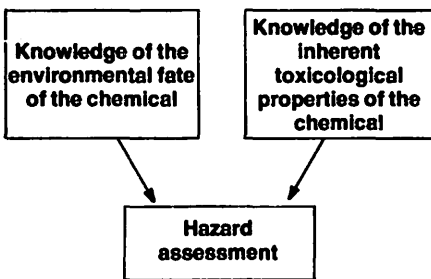 Knowledge of the
environmental fate
of the chemical
Knowledge of the
inherent
toxicological
properties of the
chemical
Hazard
assessment